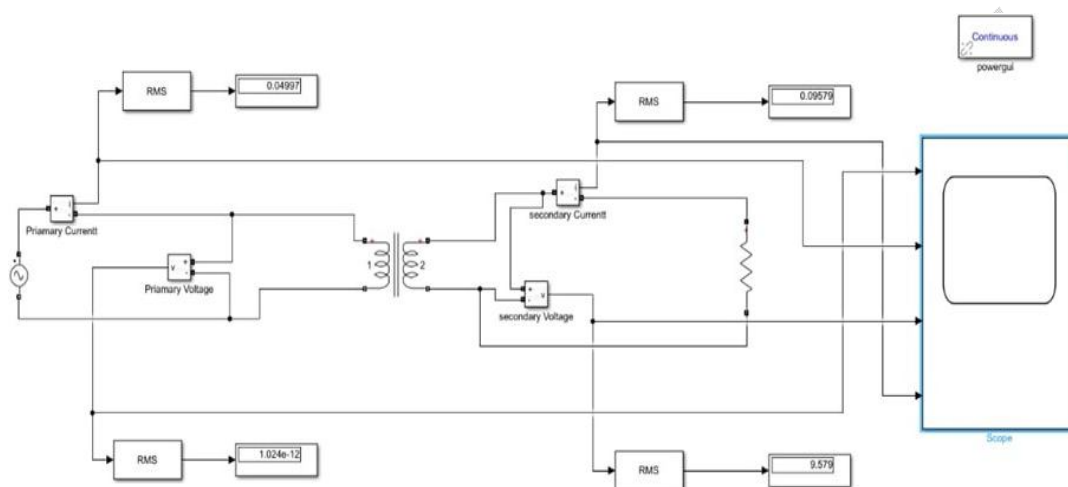 Continuous
powergui
RMS
0.04997
RMS
0.09579
i
+
-
Priamary Currentt
i
+
-
secondary Currentt
+
v
-
Priamary Voltage
+
1
+
2
+
v
-
secondary Voltage
+
Scope
RMS
1.024e-12
RMS
9.579